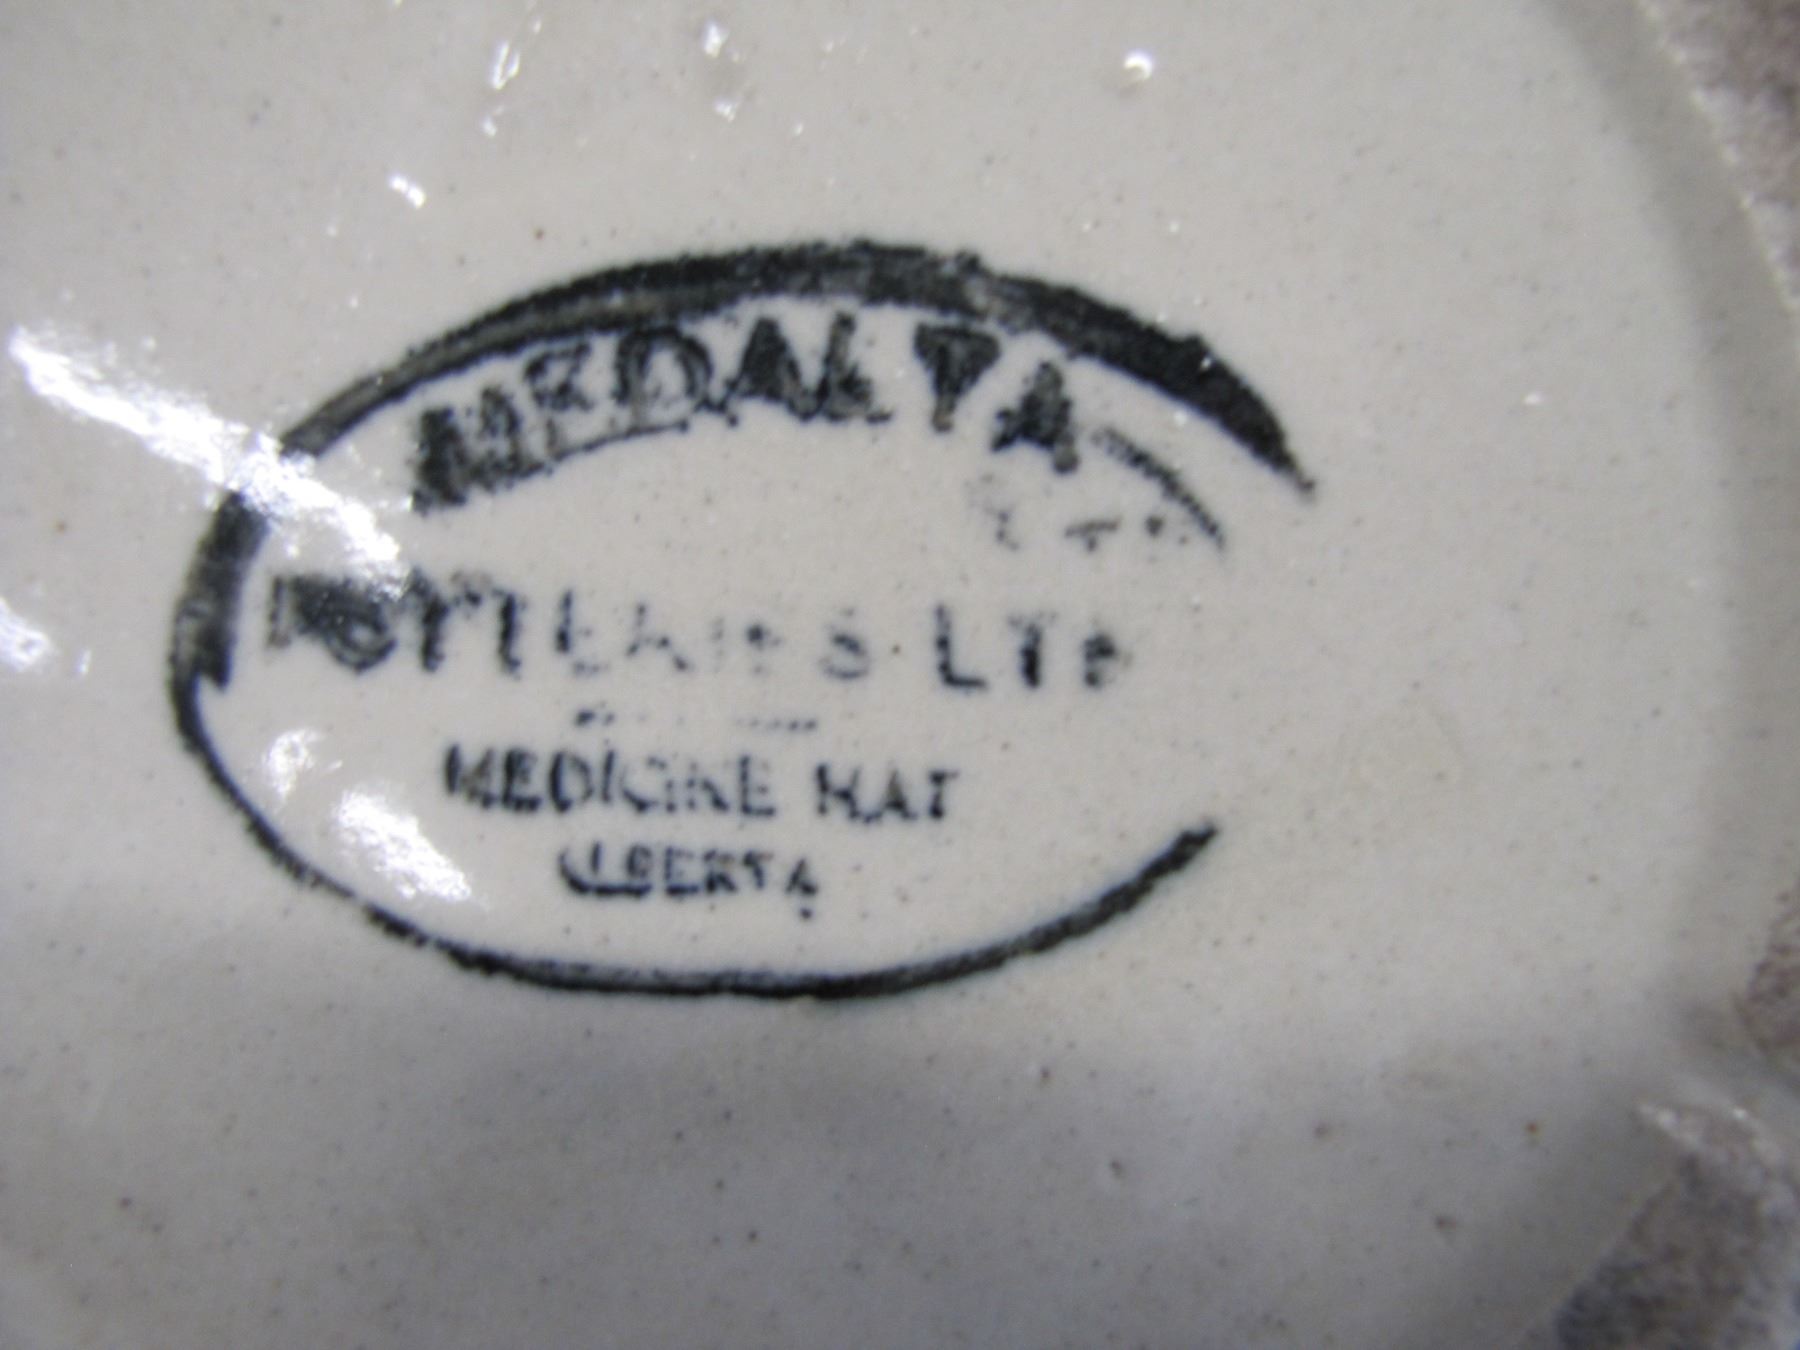 MEDALTA
POTTERIES LTD
MEDICINE HAT
ALBERTA